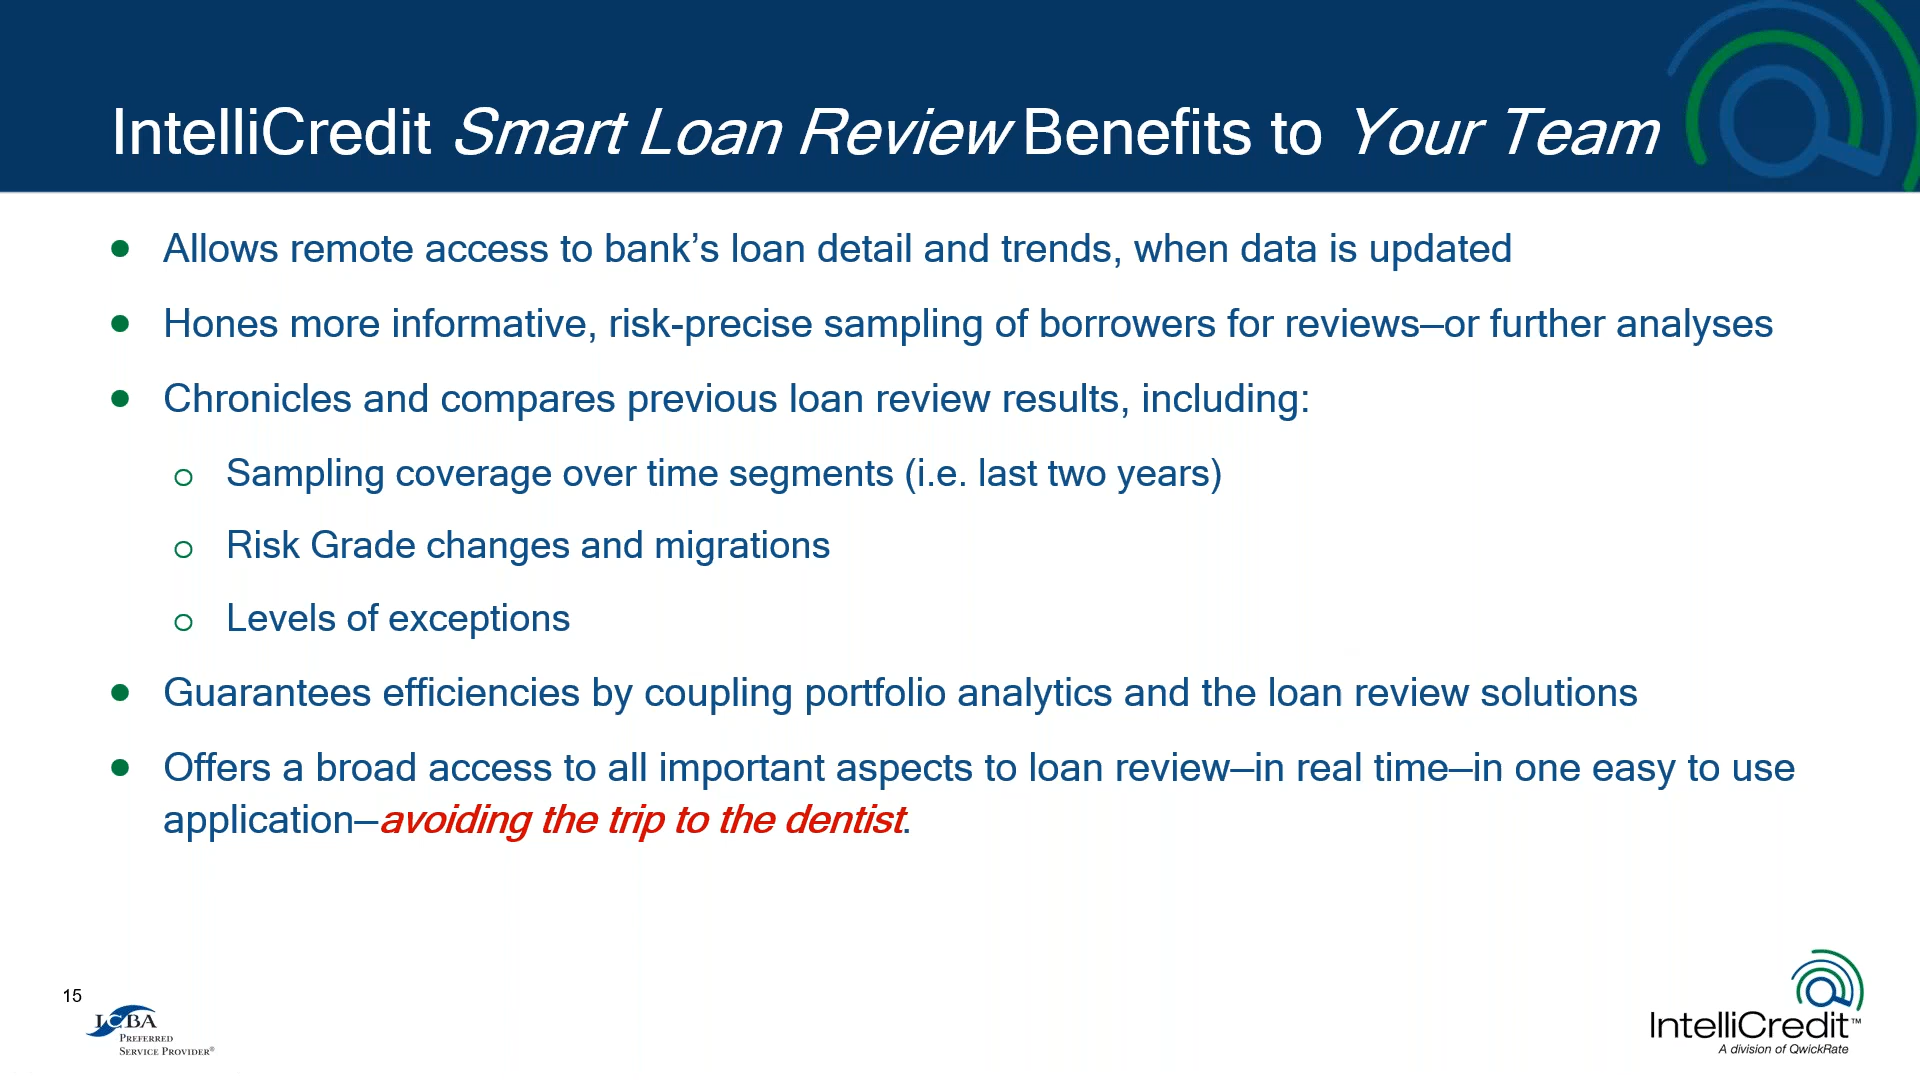 IntelliCredit Smart Loan Review Benefits to Your Team
● Allows remote access to bank’s loan detail and trends, when data is updated
● Hones more informative, risk-precise sampling of borrowers for reviews—or further analyses
● Chronicles and compares previous loan review results, including:
o Sampling coverage over time segments (i.e. last two years)
o Risk Grade changes and migrations
o Levels of exceptions
● Guarantees efficiencies by coupling portfolio analytics and the loan review solutions
● Offers a broad access to all important aspects to loan review—in real time—in one easy to use
application—avoiding the trip to the dentist.
15
ICBA
PREFERRED
SERVICE PROVIDER®
IntelliCredit™
A division of QwickRate